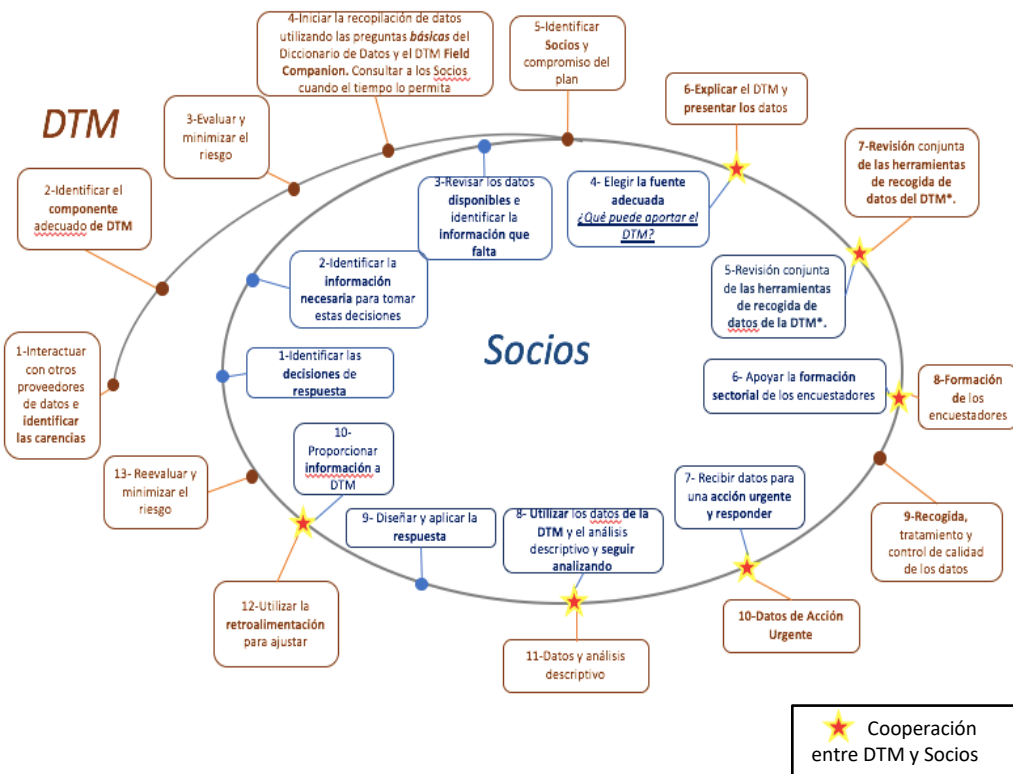 4-Iniciar la recopilación de datos
utilizando las preguntas básicas del
Diccionario de Datos y el DTM Field
Companion. Consultar a los Socios
cuando el tiempo lo permita
5-Identificar
Socios y
compromiso del
plan
6-Explicar el DTM y
presentar los datos
DTM
3-Evaluar y
minimizar el
riesgo
7-Revisión conjunta
de las herramientas
de recogida de
datos del DTM*.
2-Identificar el
componente
adecuado de DTM
3-Revisar los datos
disponibles e
identificar la
información que
falta
4- Elegir la fuente
adecuada
¿Qué puede aportar el
DTM?
2-Identificar la
información
necesaria para tomar
estas decisiones
5-Revisión conjunta
de las herramientas
de recogida de
datos de la DTM*.
Socios
1-Interactuar
con otros
proveedores
de datos e
identificar
las carencias
1-Identificar las
decisiones de
respuesta
6- Apoyar la formación
sectorial de los encuestadores
8-Formación
de los
encuestadores
10-
Proporcionar
información a
DTM
13- Reevaluar y
minimizar el
riesgo
9- Diseñar y aplicar la
respuesta
8- Utilizar los datos de la
DTM y el análisis
descriptivo y seguir
analizando
7- Recibir datos para
una acción urgente
y responder
9-Recogida,
tratamiento y
control de calidad
de los datos
12-Utilizar la
retroalimentación
para ajustar
11-Datos y análisis
descriptivo
10-Datos de Acción
Urgente
Cooperación
entre DTM y Socios